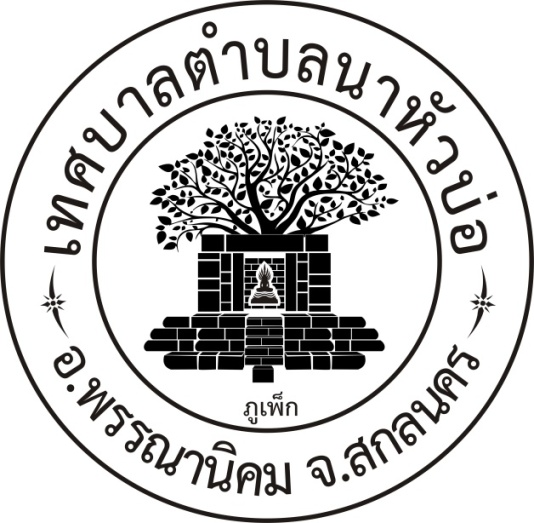 เทศบาลตำบลนาหัวบ่อ
ภูเพ็ก
อ.พรรณานิคม จ.สกลนคร